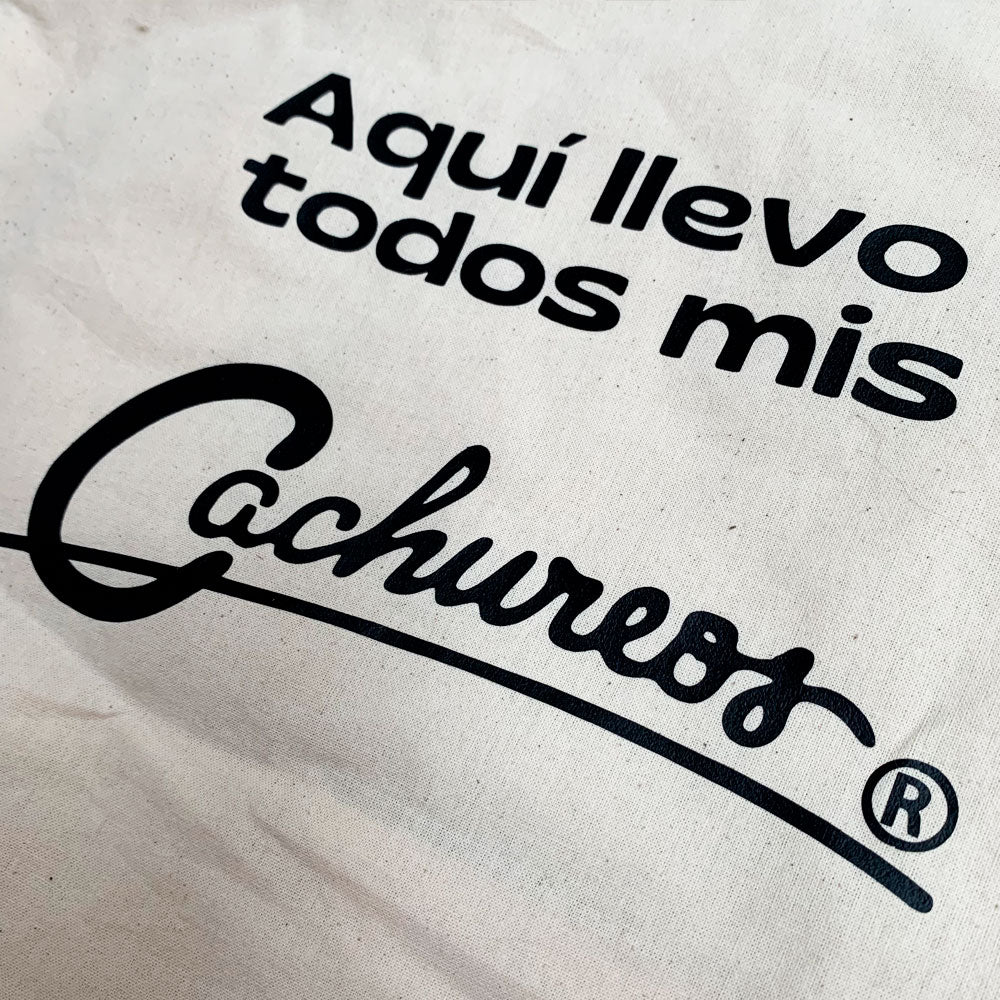 Aquí llevo
todos mis
Cachureos®